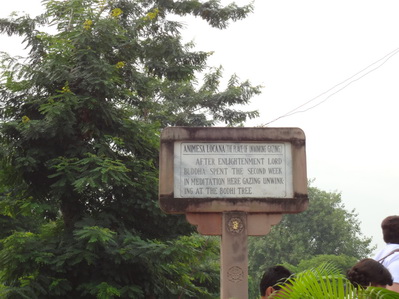 ANIMESA LOCANA
AFTER ENLIGHTENMENT LORD
BUDDHA SPENT THE SECOND WEEK
IN MEDITATION HERE GAZING UNWINK
ING AT THE BODHI TREE.